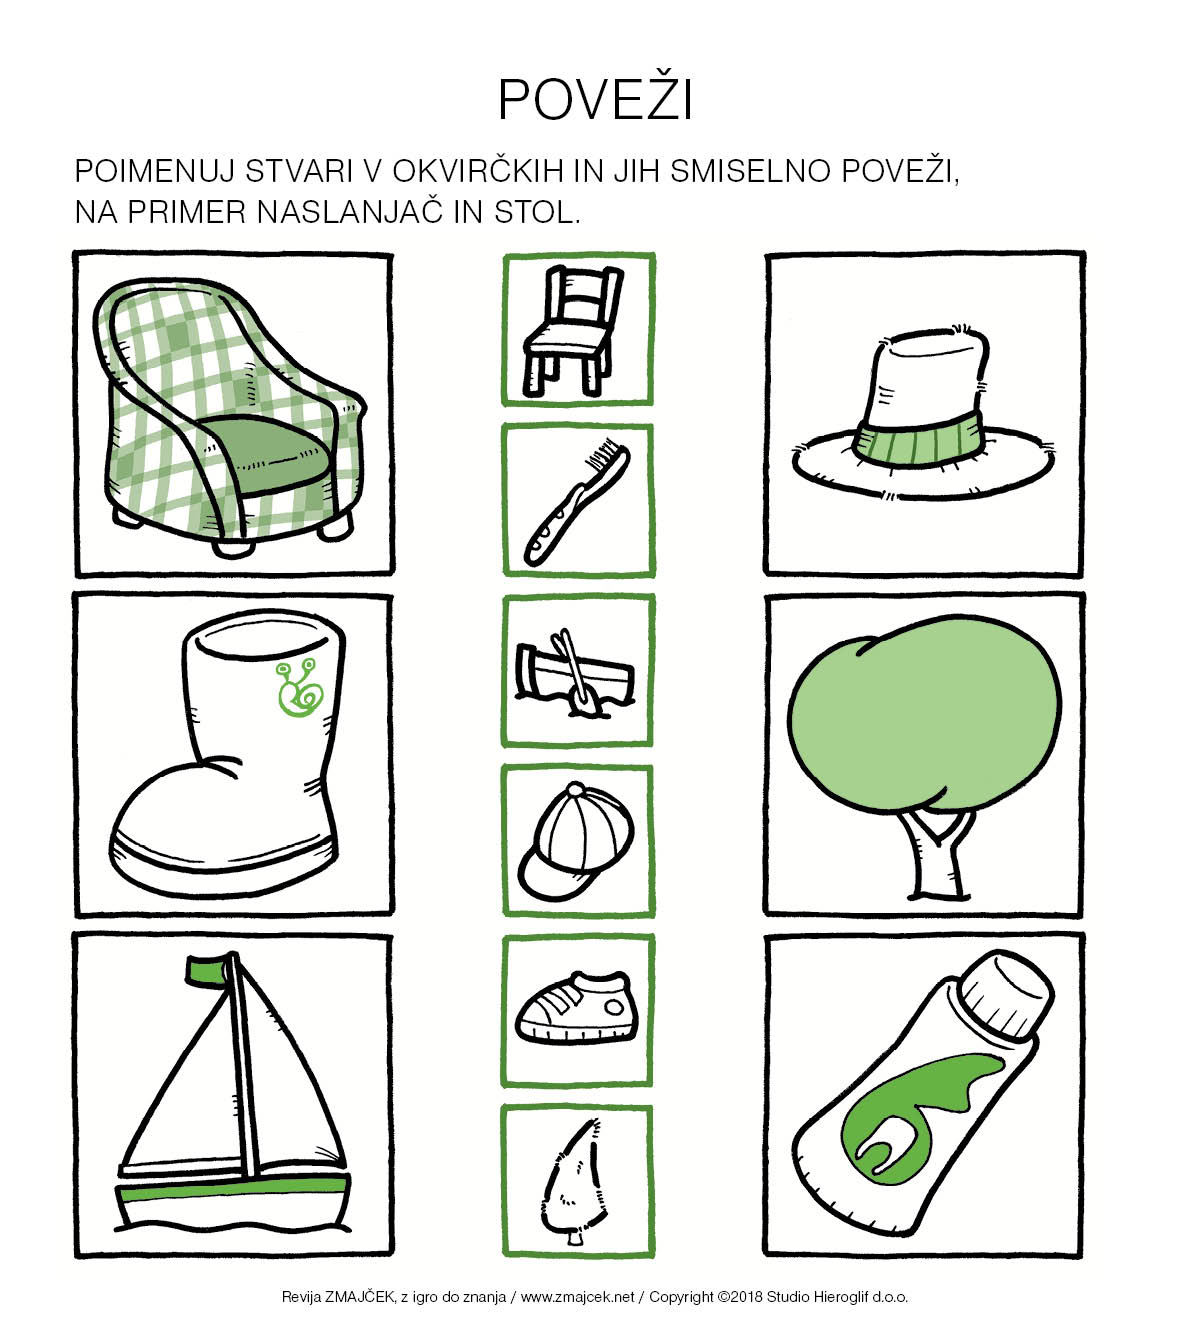 POVEŽI
POIMENUJ STVARI V OKVIRČKIH IN JIH SMISELNO POVEŽI,
NA PRIMER NASLANJAČ IN STOL.
Revija ZMAJČEK, z igro do znanja / www.zmajcek.net / Copyright ©2018 Studio Hieroglif d.o.o.